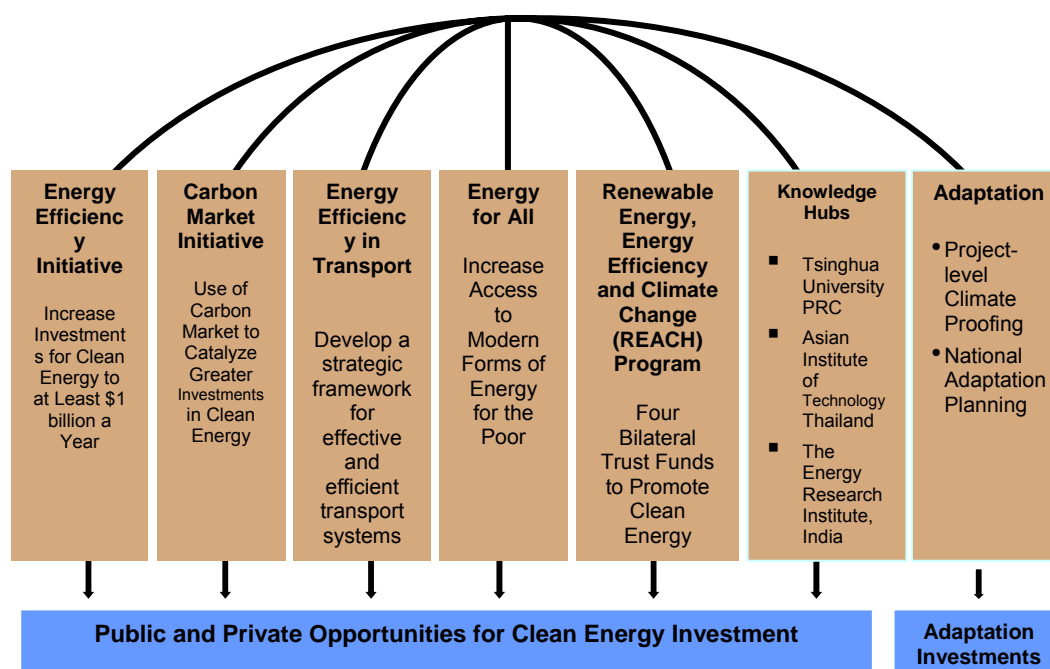 Energy
Efficienc
y
Initiative
Increase
Investment
s for Clean
Energy to
at Least $1
billion a
Year
Carbon
Market
Initiative
Use of
Carbon
Market to
Catalyze
Greater
Investments
in Clean
Energy
Energy
Efficienc
y in
Transport
Develop a
strategic
framework
for
effective
and
efficient
transport
systems
Energy
for All
Increase
Access
to
Modern
Forms of
Energy
for the
Poor
Renewable
Energy,
Energy
Efficiency
and Climate
Change
(REACH)
Program
Four
Bilateral
Trust Funds
to Promote
Clean
Energy
Knowledge
Hubs
▪ Tsinghua
University
PRC
▪ Asian
Institute
of
Technology
Thailand
▪ The
Energy
Research
Institute,
India
Adaptation
• Project-
level
Climate
Proofing
• National
Adaptation
Planning
Public and Private Opportunities for Clean Energy Investment
Adaptation
Investments